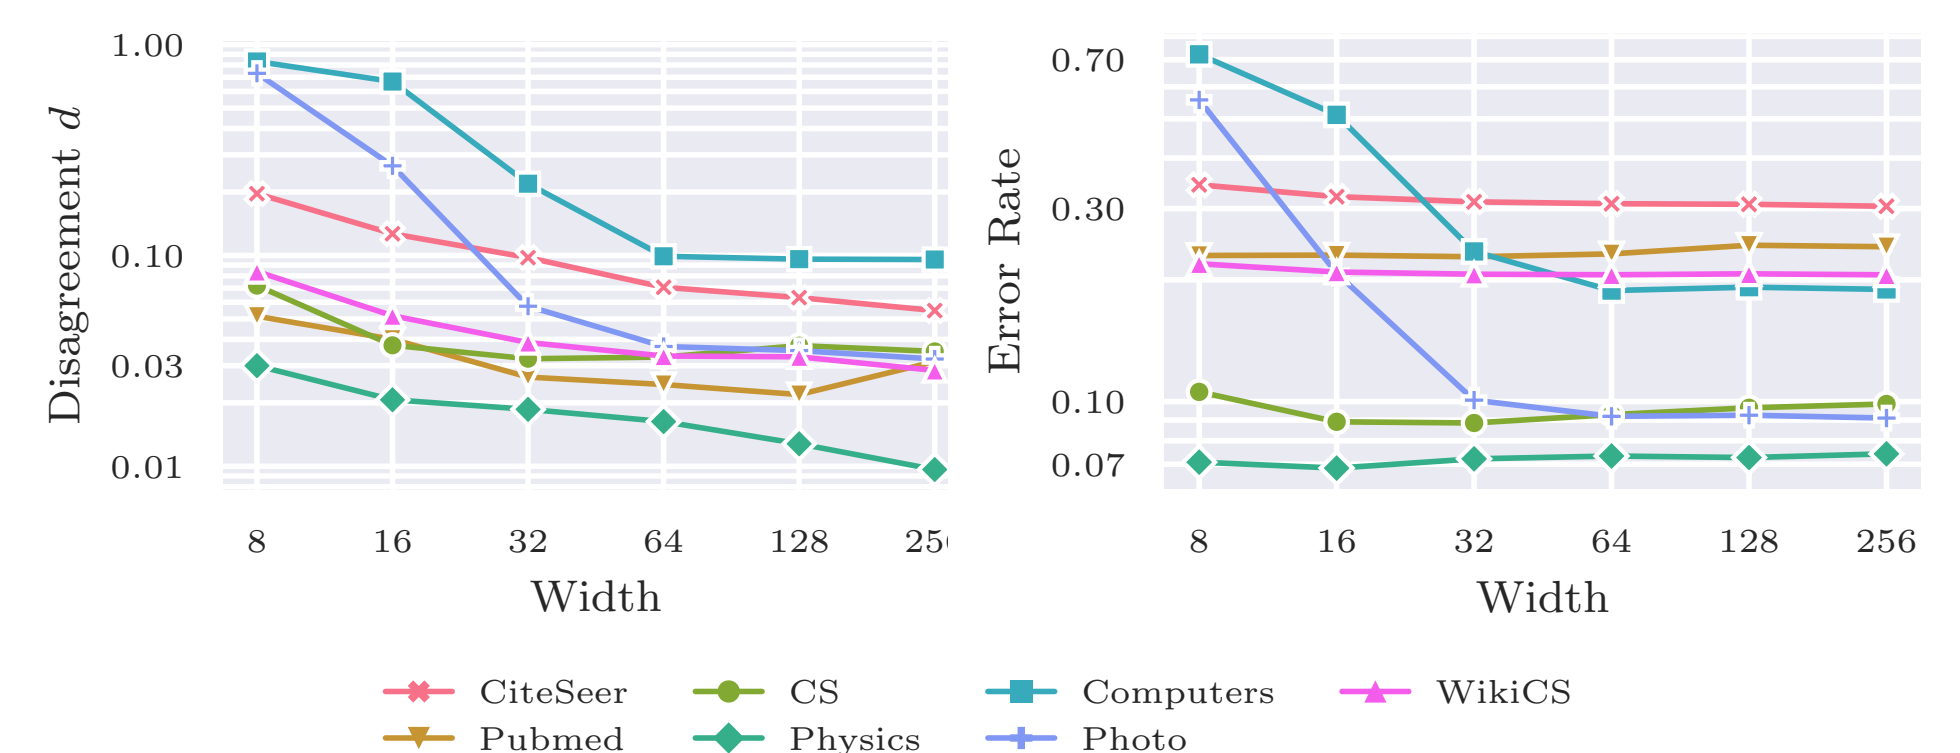 Disagreement d
1.00
0.10
0.03
0.01
8 16 32 64 128 25
Width
Error Rate
0.70
0.30
0.10
0.07
8 16 32 64 128 256
Width
CiteSeer CS Computers WikiCS
Pubmed Physics Photo